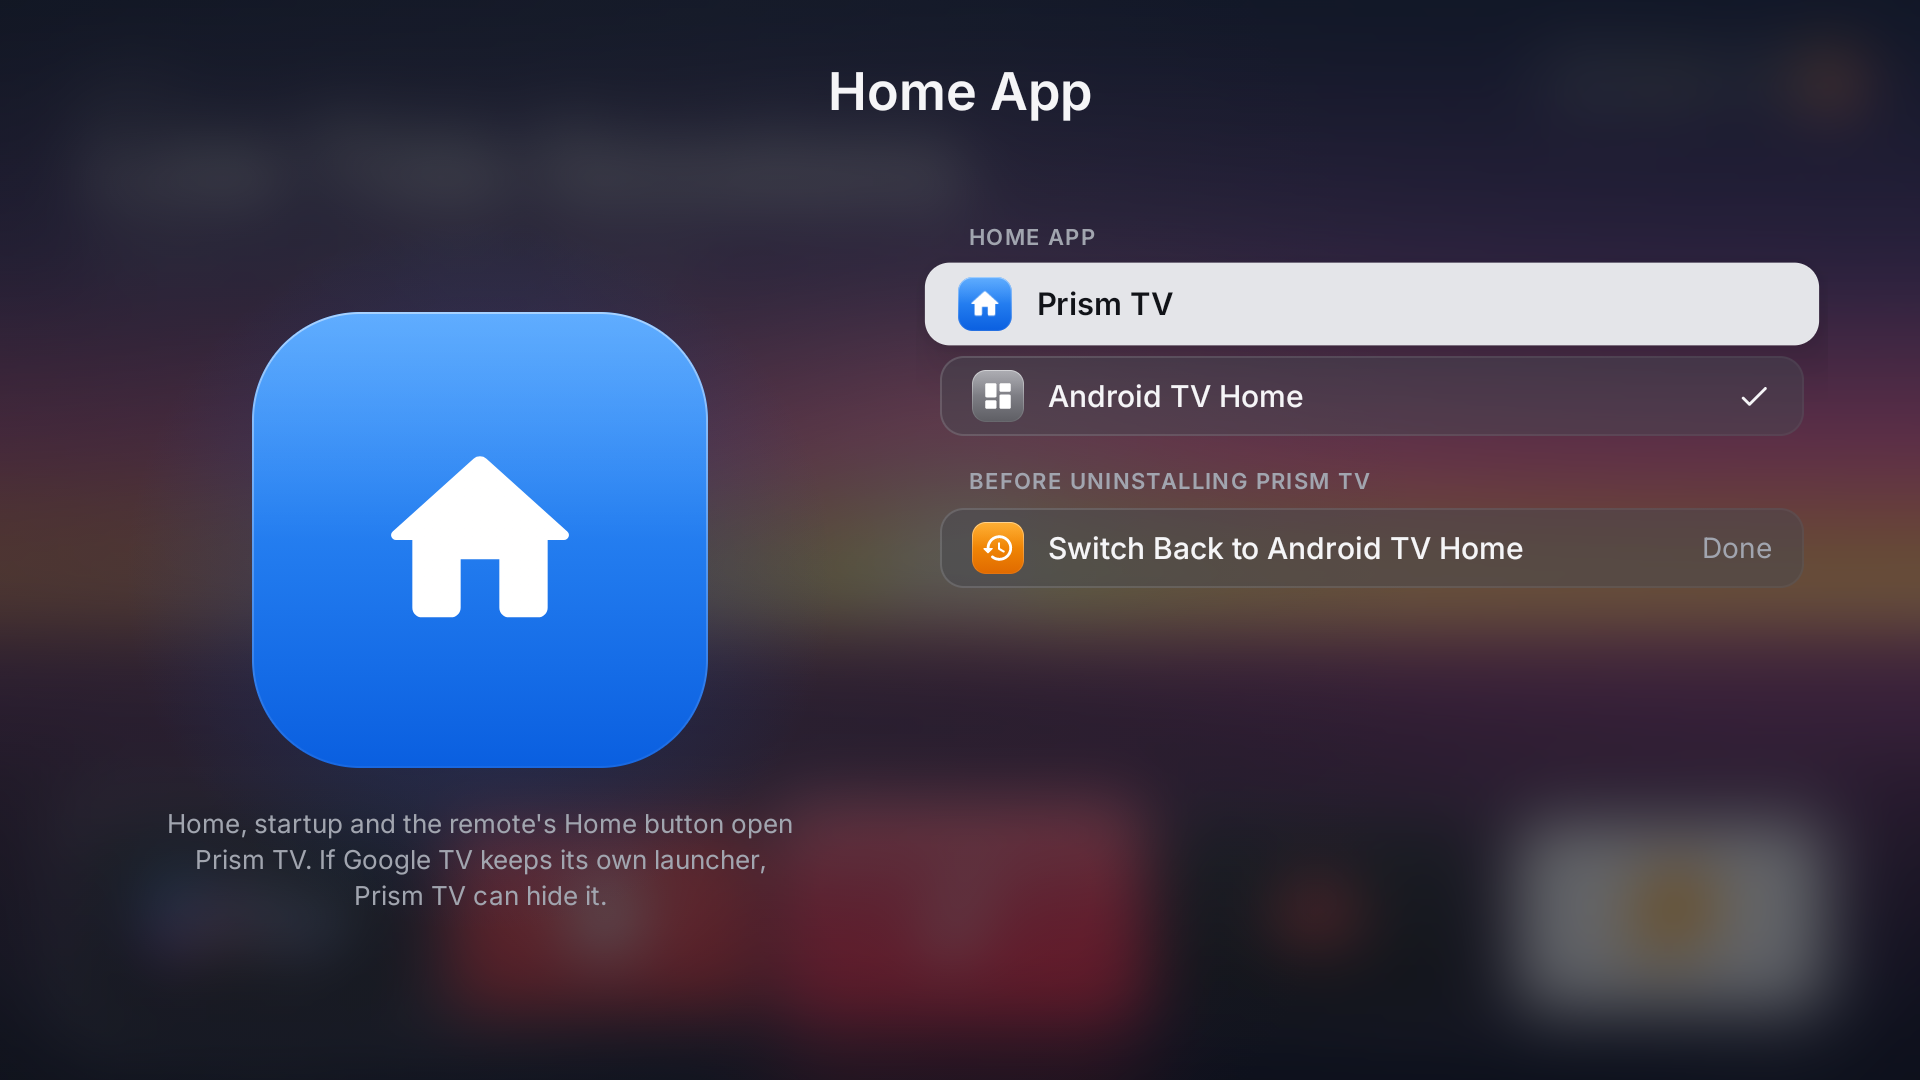 Home App
HOME APP
Prism TV
Android TV Home
BEFORE UNINSTALLING PRISM TV
Switch Back to Android TV Home
Done
Home, startup and the remote's Home button open
Prism TV. If Google TV keeps its own launcher,
Prism TV can hide it.